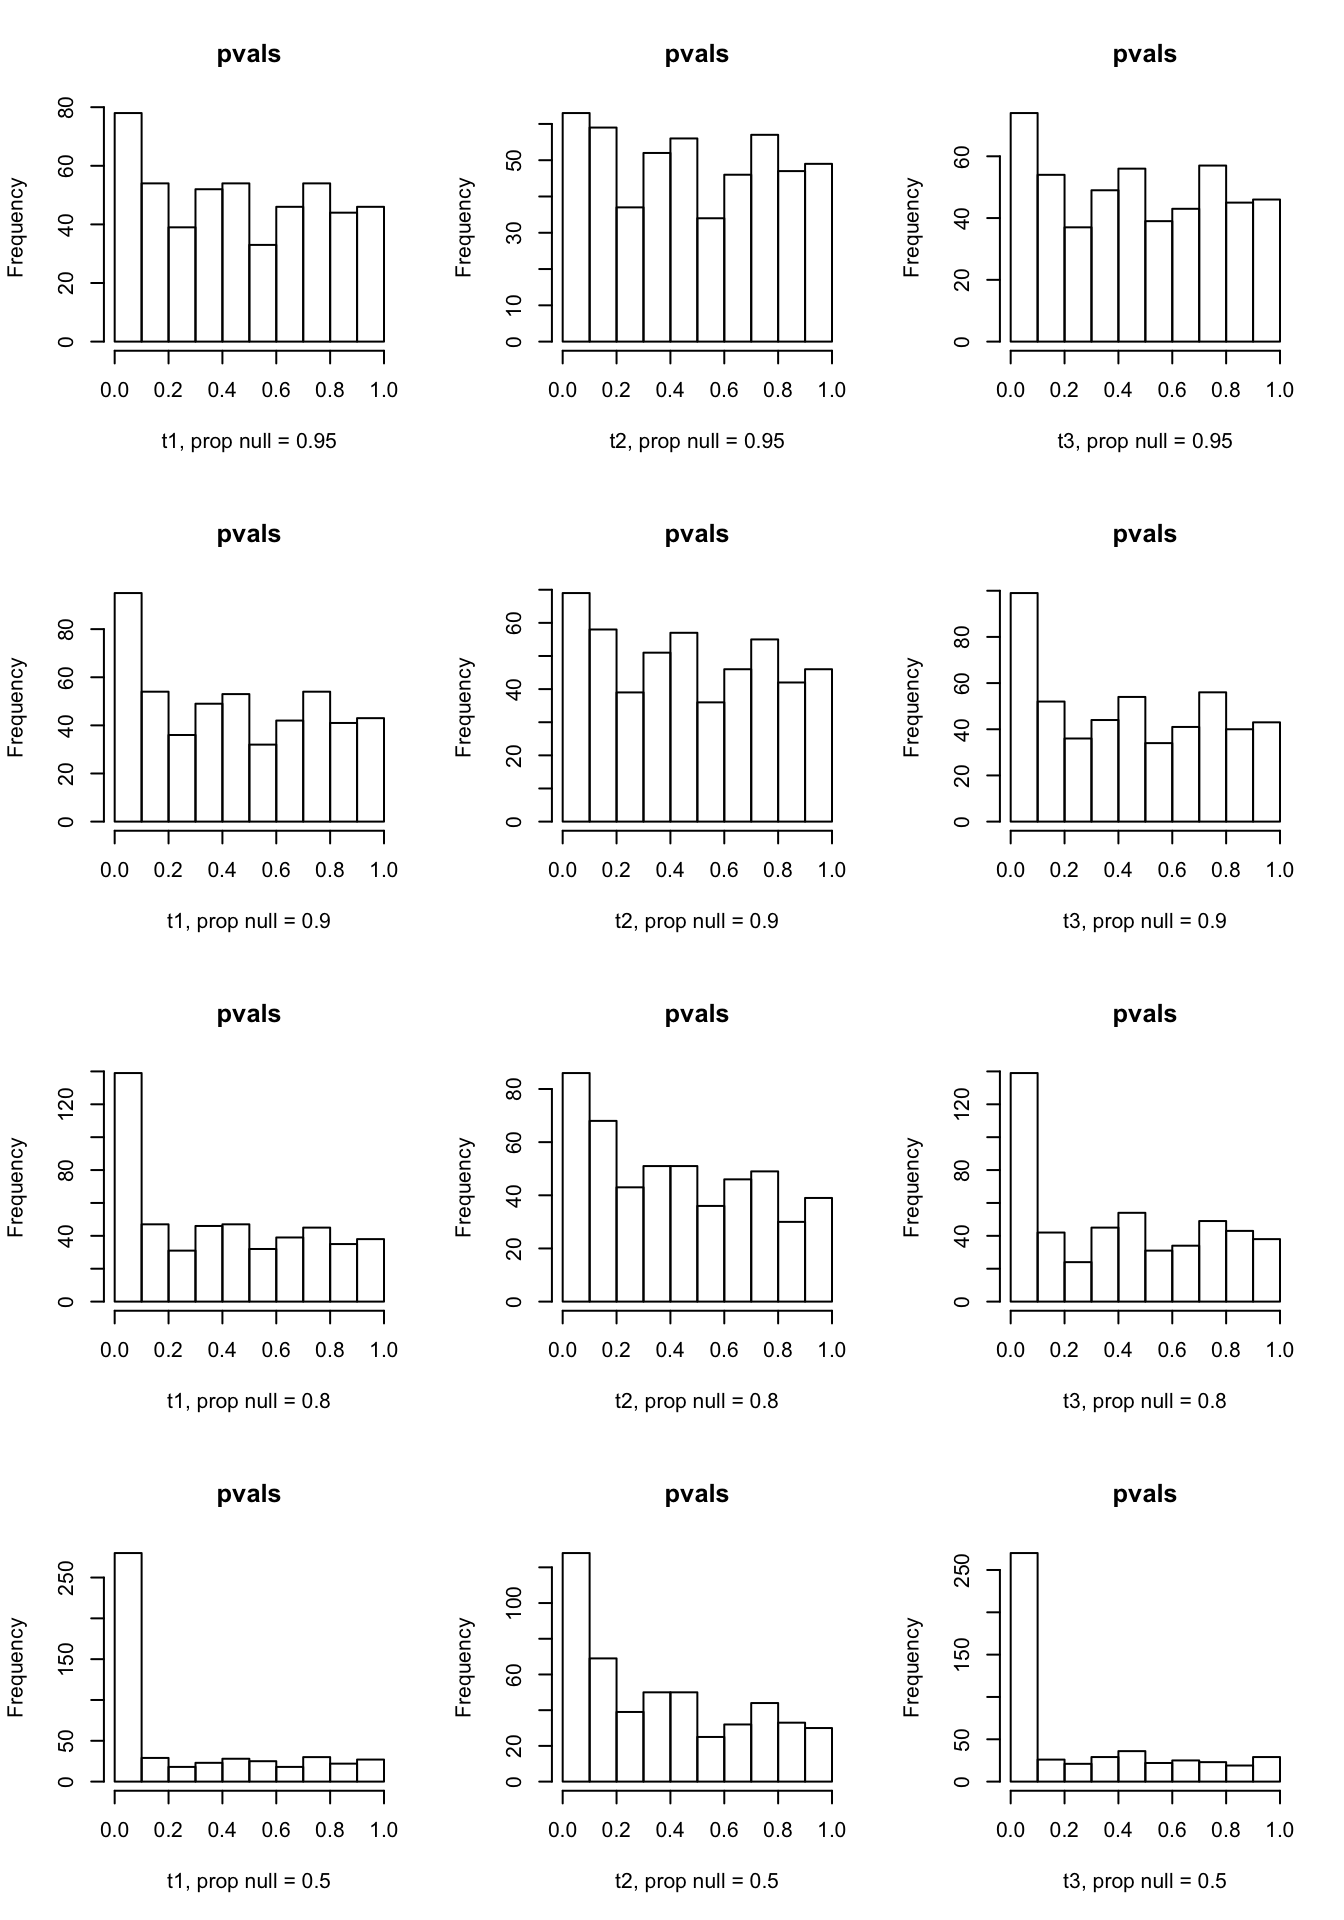 pvals
pvals
pvals
Frequency
0 20 40 60 80
0.0 0.2 0.4 0.6 0.8 1.0
t1, prop null = 0.95
Frequency
0 10 30 50
0.0 0.2 0.4 0.6 0.8 1.0
t2, prop null = 0.95
Frequency
0 20 40 60
0.0 0.2 0.4 0.6 0.8 1.0
t3, prop null = 0.95
pvals
pvals
pvals
Frequency
0 20 40 60 80
0.0 0.2 0.4 0.6 0.8 1.0
t1, prop null = 0.9
Frequency
0 20 40 60
0.0 0.2 0.4 0.6 0.8 1.0
t2, prop null = 0.9
Frequency
0 20 40 60 80
0.0 0.2 0.4 0.6 0.8 1.0
t3, prop null = 0.9
pvals
pvals
pvals
Frequency
0 40 80 120
0.0 0.2 0.4 0.6 0.8 1.0
t1, prop null = 0.8
Frequency
0 20 40 60 80
0.0 0.2 0.4 0.6 0.8 1.0
t2, prop null = 0.8
Frequency
0 40 80 120
0.0 0.2 0.4 0.6 0.8 1.0
t3, prop null = 0.8
pvals
pvals
pvals
Frequency
0 50 150 250
0.0 0.2 0.4 0.6 0.8 1.0
t1, prop null = 0.5
Frequency
0 20 60 100
0.0 0.2 0.4 0.6 0.8 1.0
t2, prop null = 0.5
Frequency
0 50 150 250
0.0 0.2 0.4 0.6 0.8 1.0
t3, prop null = 0.5